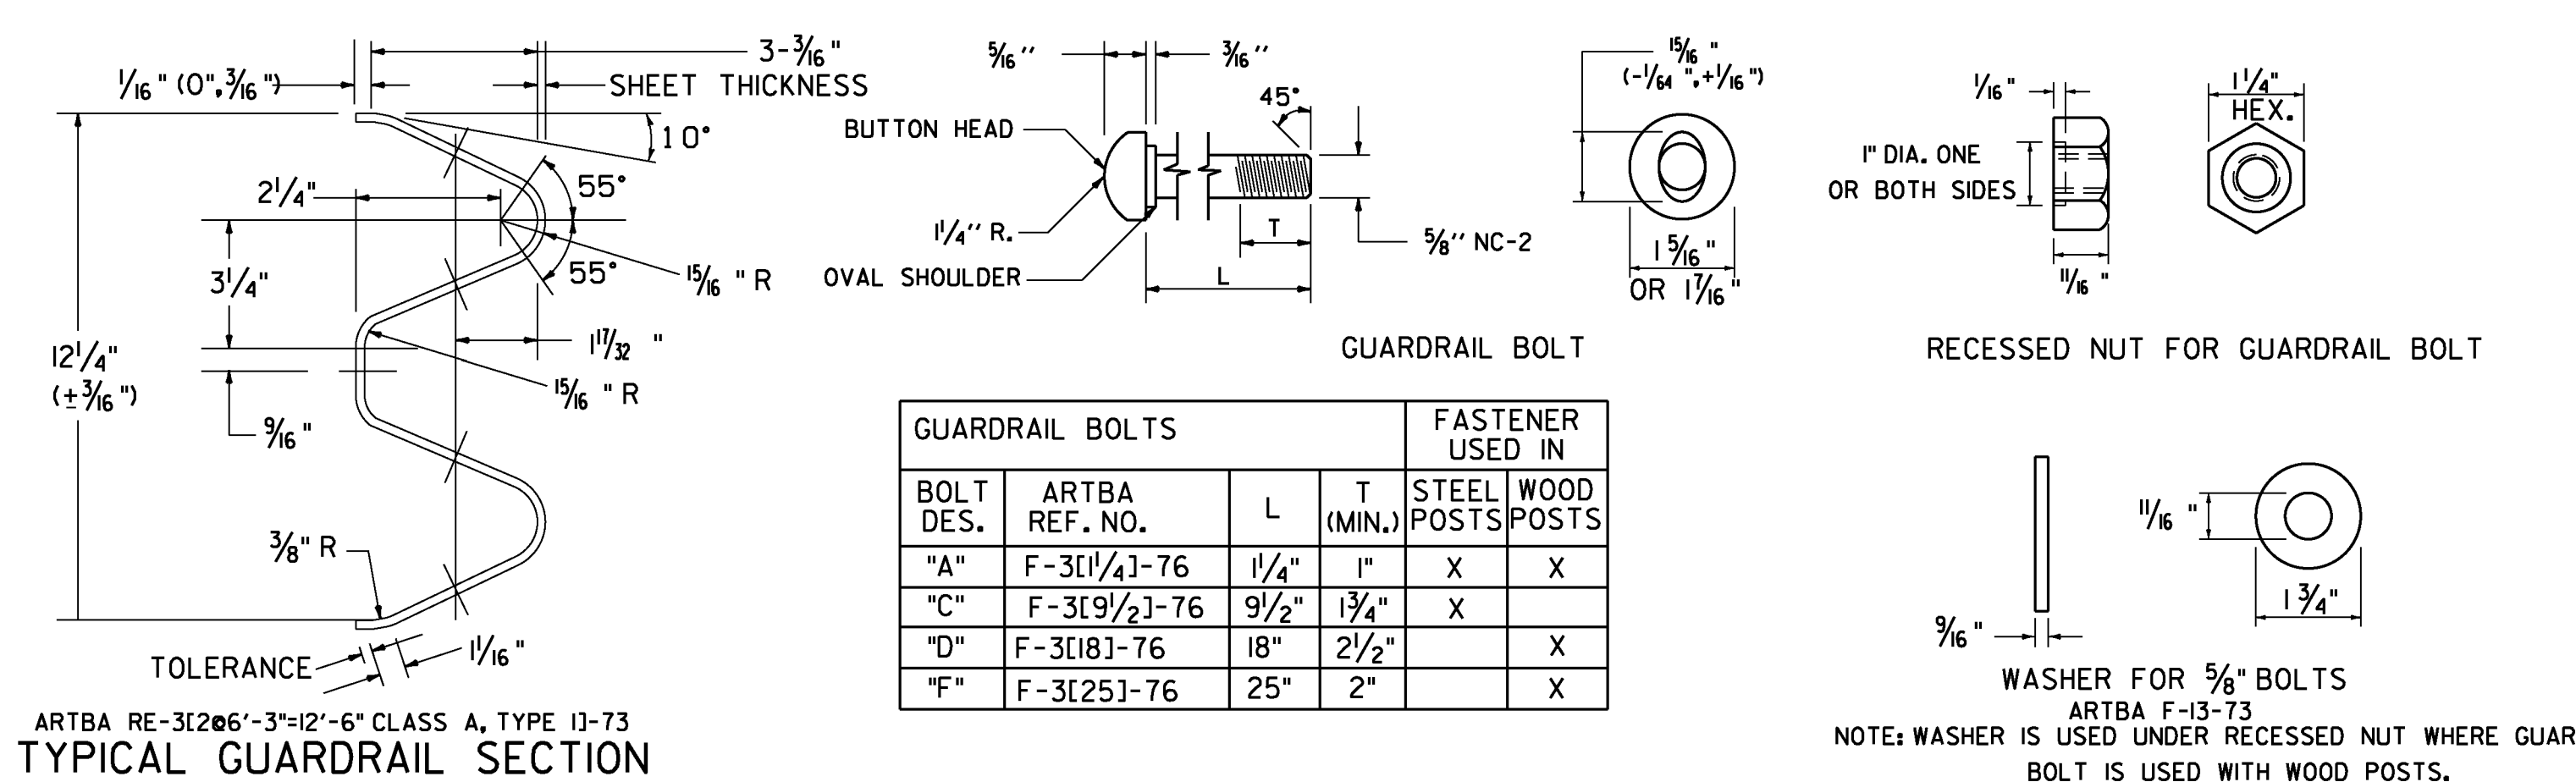 3-3/16"
1/16" (0", 3/16")
SHEET THICKNESS
10°
55°
2 1/4"
55°
3 1/4"
15/16 " R
1 17/32 "
12 1/4"
(± 3/16 ")
15/16 " R
9/16 "
3/8" R
TOLERANCE
1 1/16 "
ARTBA RE-3[2@6'-3"=12'-6" CLASS A, TYPE 1]-73
TYPICAL GUARDRAIL SECTION
5/16''
3/16''
15/16 "
(-1/64 ", +1/16 ")
45°
BUTTON HEAD
1 1/4'' R.
T
5/8'' NC-2
OVAL SHOULDER
L
1 5/16 "
OR 1 7/16 "
GUARDRAIL BOLT
GUARDRAIL BOLTS
FASTENER
USED IN
BOLT
DES.
ARTBA
REF. NO.
L
T
(MIN.)
STEEL
POSTS
WOOD
POSTS
"A" F-3[1 1/4]-76 1 1/4" 1" X X
"C" F-3[9 1/2]-76 9 1/2" 1 3/4" X
"D" F-3[18]-76 18" 2 1/2" X
"F" F-3[25]-76 25" 2" X
1/16"
1 1/4"
HEX.
1" DIA. ONE
OR BOTH SIDES
11/16 "
RECESSED NUT FOR GUARDRAIL BOLT
11/16 "
1 3/4"
9/16 "
WASHER FOR 5/8" BOLTS
ARTBA F-13-73
NOTE: WASHER IS USED UNDER RECESSED NUT WHERE GUAR
BOLT IS USED WITH WOOD POSTS.